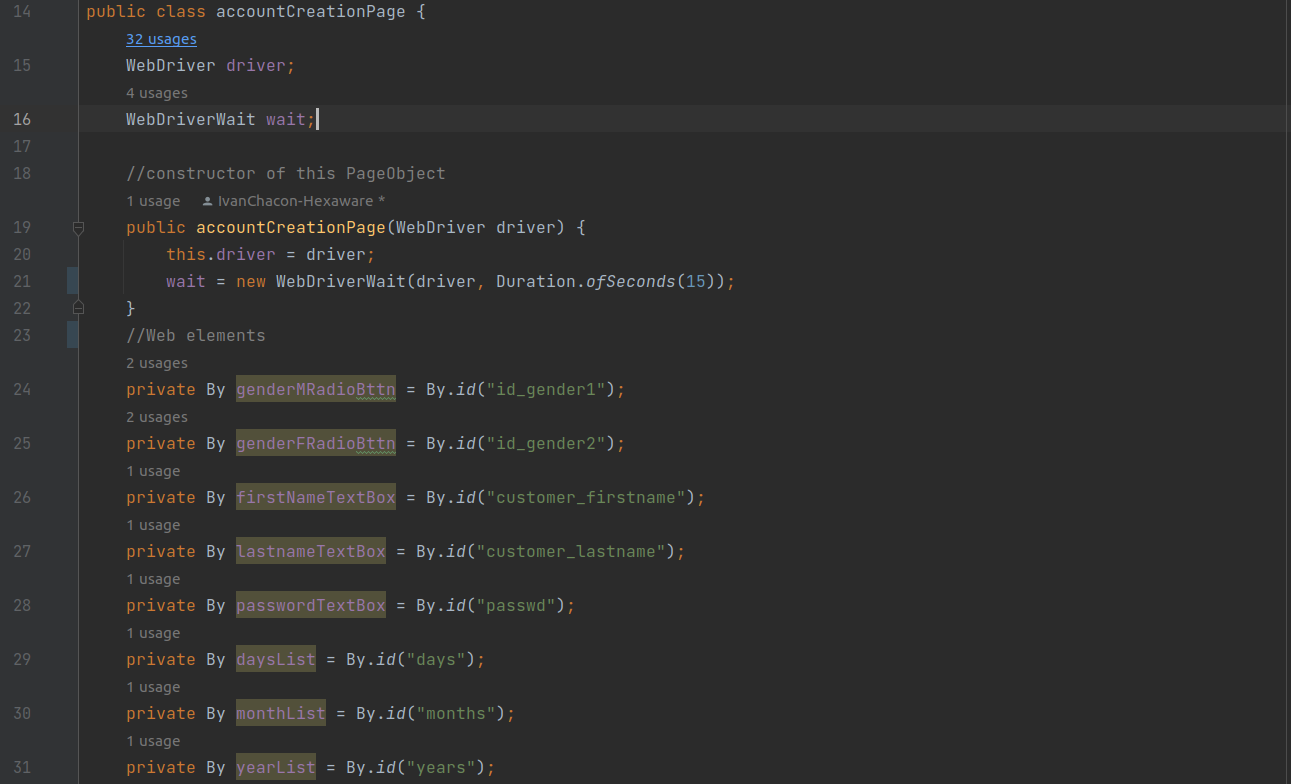 14 public class accountCreationPage {
32 usages
15 WebDriver driver;
4 usages
16 WebDriverWait wait;
17
18 //constructor of this PageObject
1 usage IvanChacon-Hexaware *
19 public accountCreationPage(WebDriver driver) {
20 this.driver = driver;
21 wait = new WebDriverWait(driver, Duration.ofSeconds(15));
22 }
23 //Web elements
2 usages
24 private By genderMRadioBttn = By.id("id_gender1");
2 usages
25 private By genderFRadioBttn = By.id("id_gender2");
1 usage
26 private By firstNameTextBox = By.id("customer_firstname");
1 usage
27 private By lastnameTextBox = By.id("customer_lastname");
1 usage
28 private By passwordTextBox = By.id("passwd");
1 usage
29 private By daysList = By.id("days");
1 usage
30 private By monthList = By.id("months");
1 usage
31 private By yearList = By.id("years");